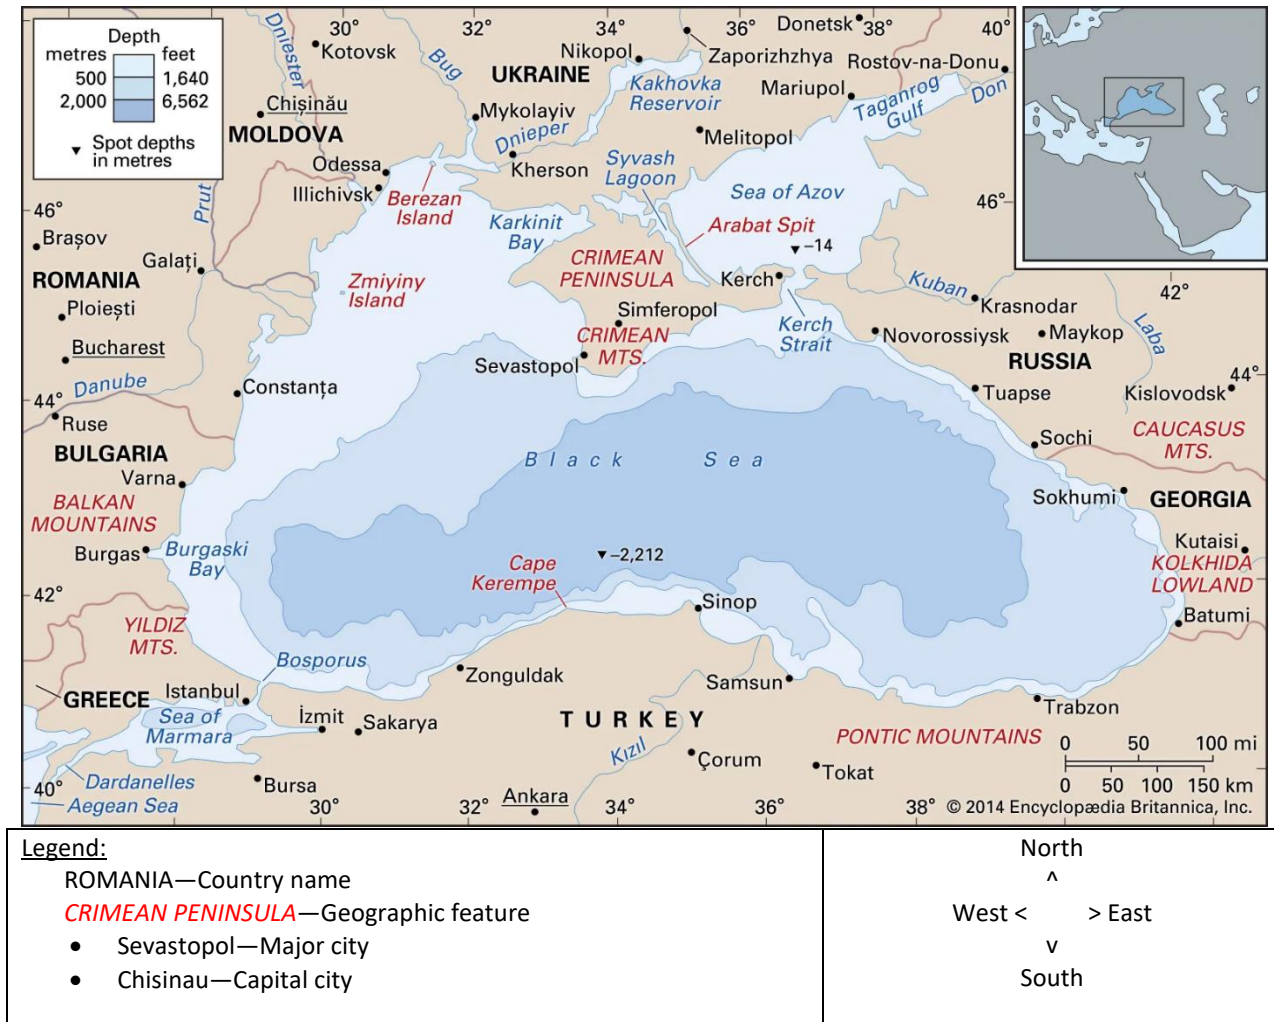 Depth
metres feet
500 1,640
2,000 6,562
▼ Spot depths
in metres
30°
32°
34°
36°
38°
40°
Donetsk
Dniester
Kotovsk
Bug
Nikopol
Zaporizhzhya
Rostov-na-Donu
UKRAINE
Kakhovka
Reservoir
Mariupol
Taganrog
Gulf
Don
Chișinău
MOLDOVA
Mykolayiv
Dnieper
Melitopol
Odessa
Kherson
Syvash
Lagoon
Illichivsk
Berezan
Island
Sea of Azov
Prut
46°
46°
Karkinit
Bay
Arabat Spit
Brașov
▼ –14
Galați
CRIMEAN
PENINSULA
ROMANIA
Zmiyiny
Island
Kerch
Kuban
42°
Ploiești
Simferopol
Krasnodar
Kerch
Strait
Laba
Bucharest
CRIMEAN
MTS.
Novorossiysk
Maykop
Sevastopol
RUSSIA
Danube
Constanța
44°
44°
Tuapse
Kislovodsk
Ruse
CAUCASUS
MTS.
BULGARIA
Black Sea
Sochi
Varna
Sokhumi
GEORGIA
BALKAN
MOUNTAINS
Burgas
Burgaski
Bay
▼ –2,212
Kutaisi
Cape
Kerempe
KOLKHIDA
LOWLAND
42°
Sinop
Batumi
YILDIZ
MTS.
Bosporus
Zonguldak
Samsun
GREECE
Istanbul
Trabzon
Sea of
Marmara
İzmit
Sakarya
TURKEY
PONTIC MOUNTAINS
0 50 100 mi
Kızıl
Çorum
Tokat
Dardanelles
Bursa
0 50 100 150 km
40°
Aegean Sea
Ankara
30°
32°
34°
36°
38°
© 2014 Encyclopædia Britannica, Inc.
Legend:
ROMANIA—Country name
CRIMEAN PENINSULA—Geographic feature
• Sevastopol—Major city
• Chisinau—Capital city
North
^
West < > East
v
South